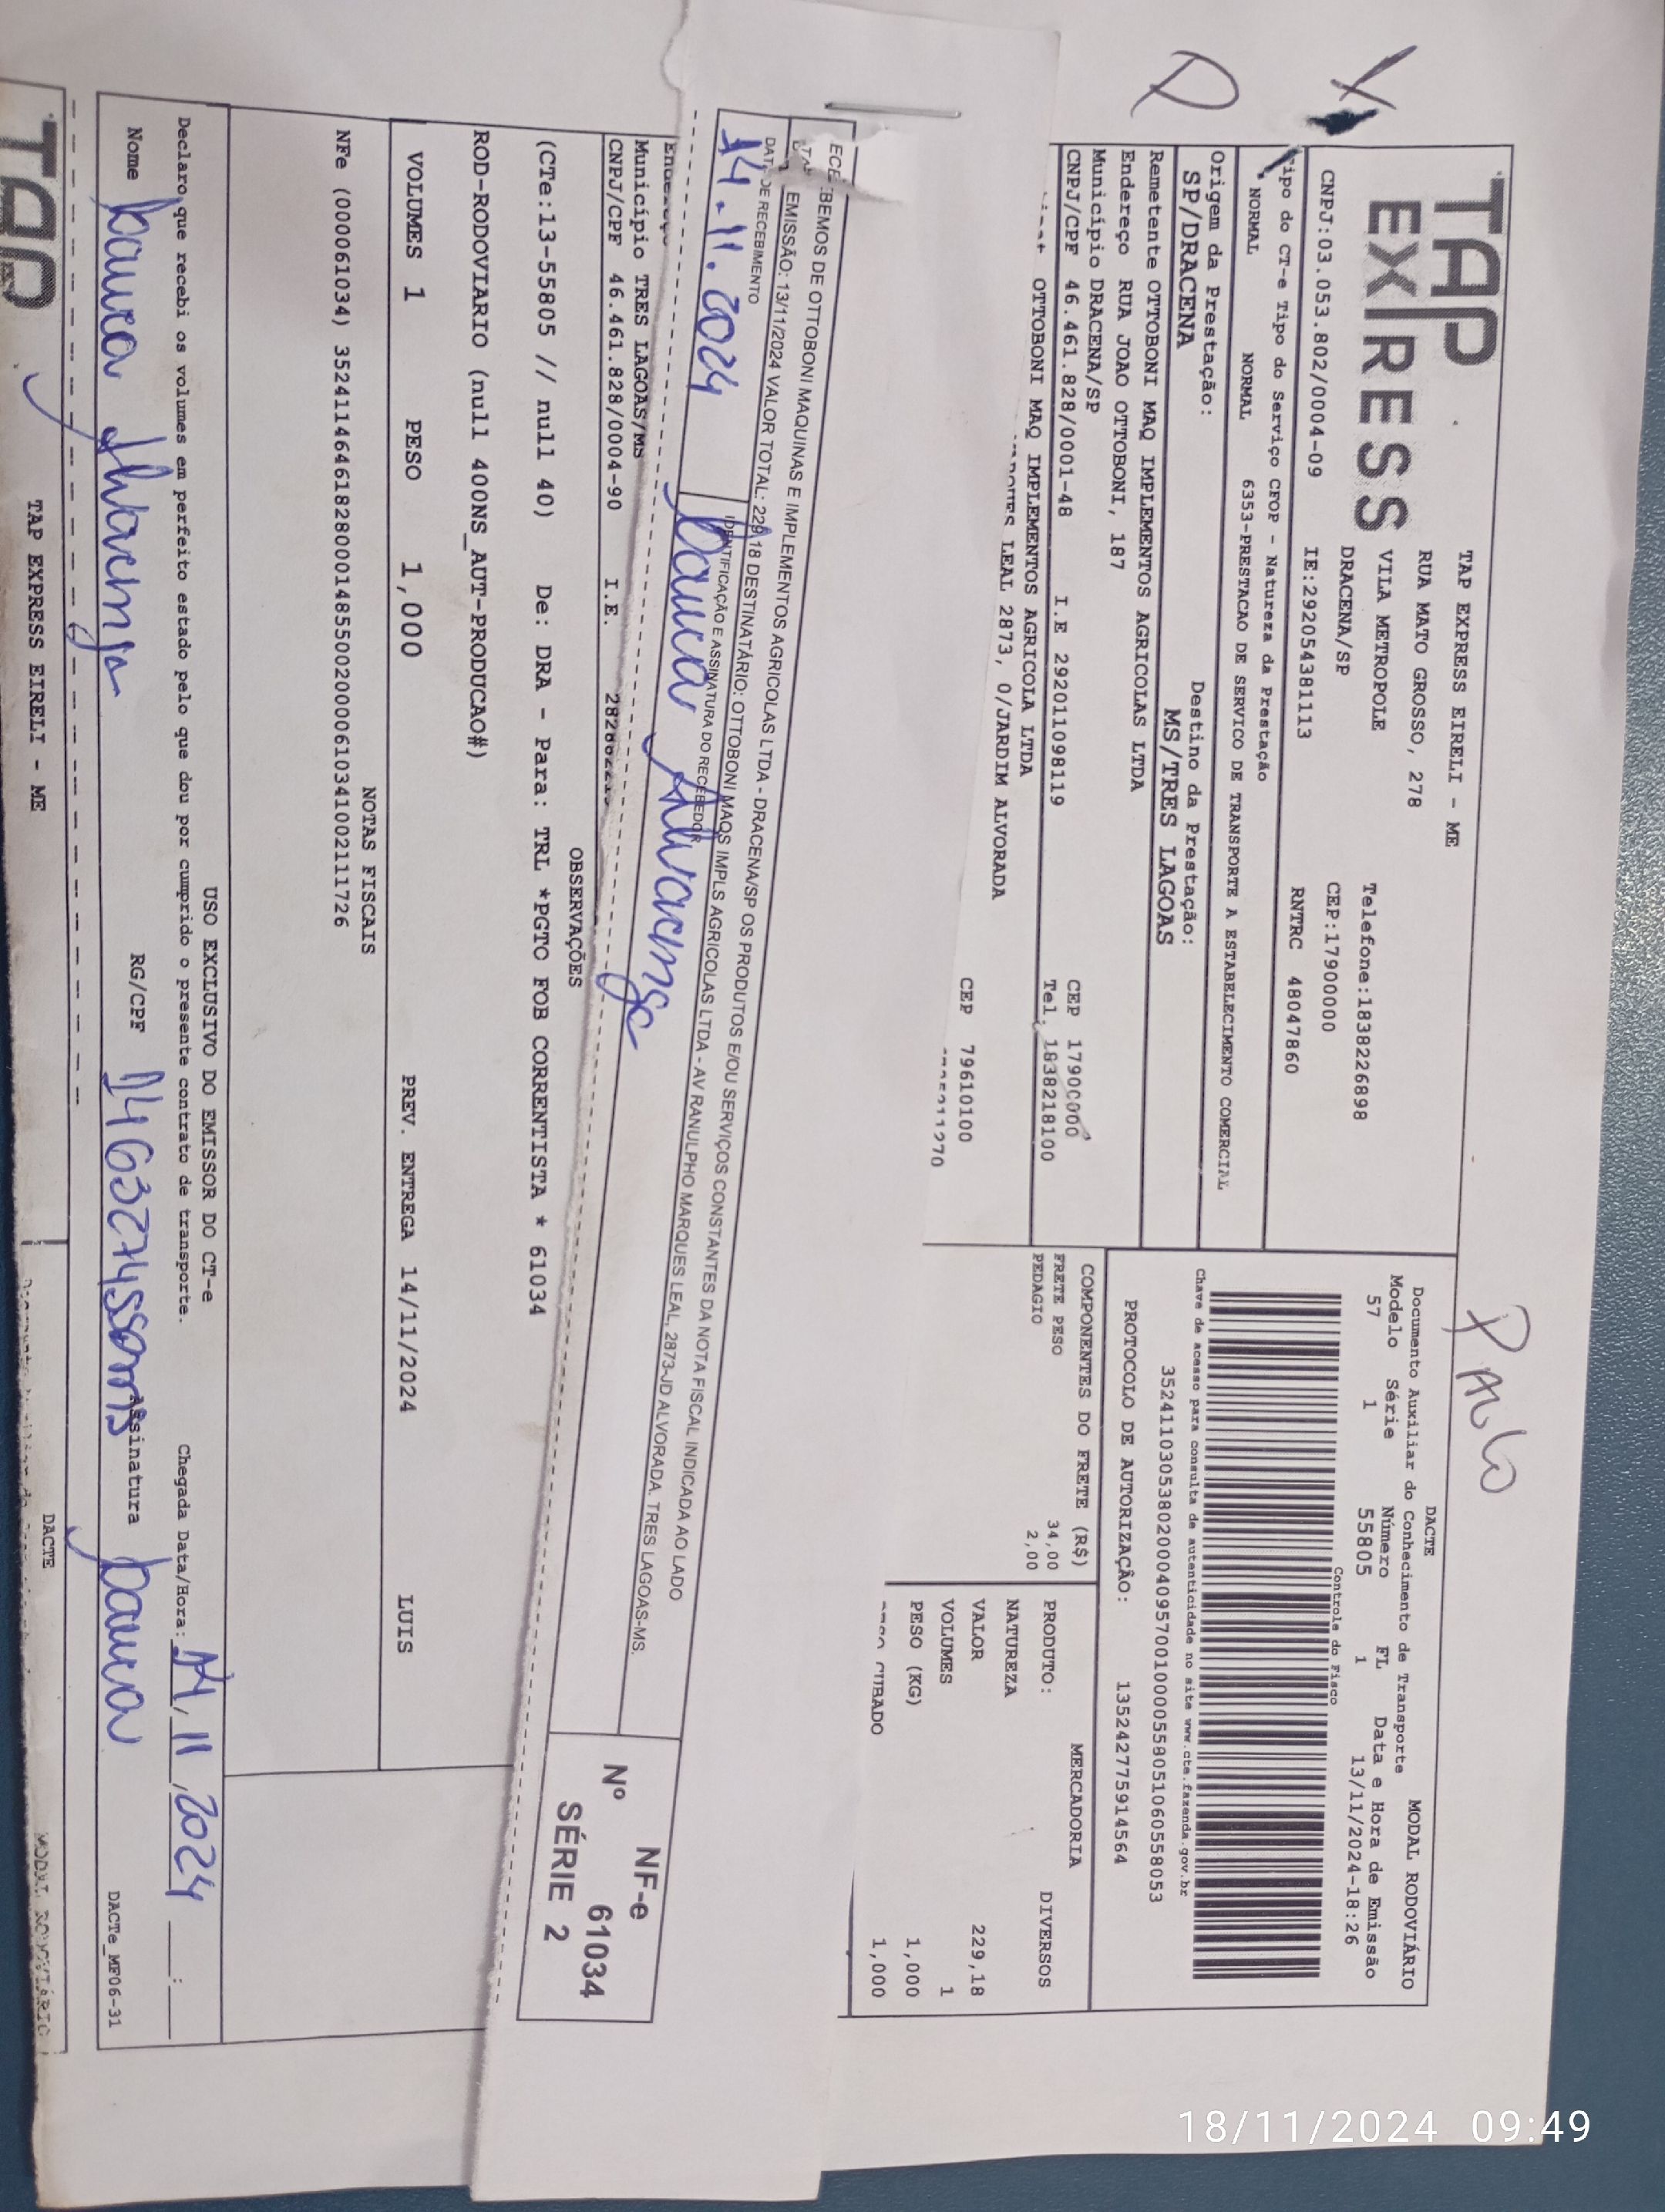 PAULO
TAP
EXPRESS
TAP EXPRESS EIRELI - ME
RUA MATO GROSSO, 278
VILA METROPOLE
DRACENA/SP
Telefone:1838226898
CEP:17900000
CNPJ:03.053.802/0004-09 IE:292054381113 RNTRC 48047860
Tipo do CT-e Tipo do Serviço CFOP - Natureza da Prestação
NORMAL NORMAL 6353-PRESTACAO DE SERVICO DE TRANSPORTE A ESTABELECIMENTO COMERCIAL
Origem da Prestação: Destino da Prestação:
SP/DRACENA MS/TRES LAGOAS
Remetente OTTOBONI MAQ IMPLEMENTOS AGRICOLAS LTDA
Endereço RUA JOAO OTTOBONI, 187
Município DRACENA/SP CEP 17900000
CNPJ/CPF 46.461.828/0001-48 I.E 292011098119 Tel. 1838218100
OTTOBONI MAQ IMPLEMENTOS AGRICOLA LTDA
LEAL 2873, 0/JARDIM ALVORADA
CEP 79610100
DACTE MODAL RODOVIÁRIO
Documento Auxiliar do Conhecimento de Transporte
Modelo Série Número FL Data e Hora de Emissão
57 1 55805 1 13/11/2024-18:26
Controle do Fisco
Chave de acesso para consulta de autenticidade no site www.cte.fazenda.gov.br
35241103053802000409570010000558051060558053
PROTOCOLO DE AUTORIZAÇÃO: 135242775914564
COMPONENTES DO FRETE (R$)
FRETE PESO 34,00
PEDAGIO 2,00
MERCADORIA
PRODUTO: DIVERSOS
NATUREZA
VALOR 229,18
VOLUMES 1
PESO (KG) 1,000
CUBADO 1,000
BEMOS DE OTTOBONI MAQUINAS E IMPLEMENTOS AGRICOLAS LTDA - DRACENA/SP OS PRODUTOS E/OU SERVIÇOS CONSTANTES DA NOTA FISCAL INDICADA AO LADO
EMISSÃO: 13/11/2024 VALOR TOTAL: 229,18 DESTINATÁRIO: OTTOBONI MAQS IMPLS AGRICOLAS LTDA - AV RANULPHO MARQUES LEAL, 2873-JD ALVORADA. TRES LAGOAS-MS.
DATA DE RECEBIMENTO IDENTIFICAÇÃO E ASSINATURA DO RECEBEDOR
14.11.2024
NF-e
Nº 61034
SÉRIE 2
Município TRES LAGOAS/MS
CNPJ/CPF 46.461.828/0004-90 I.E.
OBSERVAÇÕES
(CTe:13-55805 // null 40) De: DRA - Para: TRL *PGTO FOB CORRENTISTA * 61034
ROD-RODOVIARIO (null 400NS_AUT-PRODUCAO#)
VOLUMES 1 PESO 1,000 PREV. ENTREGA 14/11/2024 LUIS
NOTAS FISCAIS
NFe (000061034) 35241146461828000148550020000610341002111726
USO EXCLUSIVO DO EMISSOR DO CT-e
Declaro que recebi os volumes em perfeito estado pelo que dou por cumprido o presente contrato de transporte. Chegada Data/Hora: 14,11,2024 :
Nome RG/CPF Assinatura
DACTe_MF06-31
TAP
TAP EXPRESS EIRELI - ME
DACTE
MODAL RODOVIÁRIO
18/11/2024 09:49